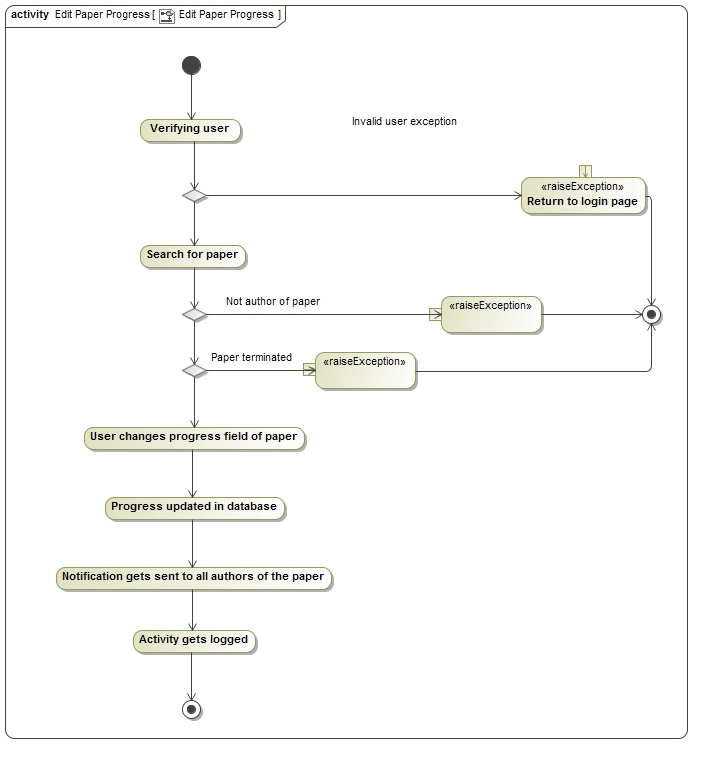 activity Edit Paper Progress [ Edit Paper Progress ]
Verifying user
Invalid user exception
«raiseException»
Return to login page
Search for paper
Not author of paper
«raiseException»
Paper terminated
«raiseException»
User changes progress field of paper
Progress updated in database
Notification gets sent to all authors of the paper
Activity gets logged